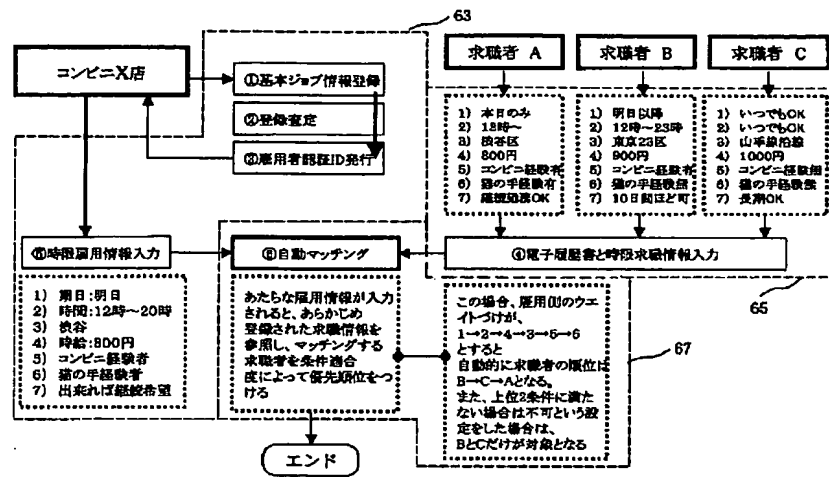 63
コンビニX店
①基本ジョブ情報登録
②登録査定
③雇用者認証ID発行
求職者 A
求職者 B
求職者 C
1) 本日のみ
2) 18時~
3) 渋谷区
4) 800円
5) コンビニ経験者
6) 猫の手経験有
7) 継続勤務OK
1) 明日以降
2) 12時~23時
3) 東京23区
4) 900円
5) コンビニ経験有
6) 猫の手経験無
7) 10日間ほど可
1) いつでもOK
2) いつでもOK
3) 山手線沿線
4) 1000円
5) コンビニ経験無
6) 猫の手経験無
7) 長期OK
時限雇用情報入力
自動マッチング
④電子履歴書と時限求職情報入力
65
1) 期日:明日
2) 時間:12時~20時
3) 渋谷
4) 時給:800円
5) コンビニ経験者
6) 猫の手経験者
7) 出来れば継続希望
あたらな雇用情報が入力
されると、あらかじめ
登録された求職情報を
参照し、マッチングする
求職者を条件適合
度によって優先順位をつ
ける
この場合、雇用側のウエ
イトづけが、
1→2→4→3→5→6
とすると
自動的に求職者の順位は
B→C→Aとなる。
また、上位2条件に満た
ない場合は不可という設
定をした場合は、
BとCだけが対象となる
67
エンド